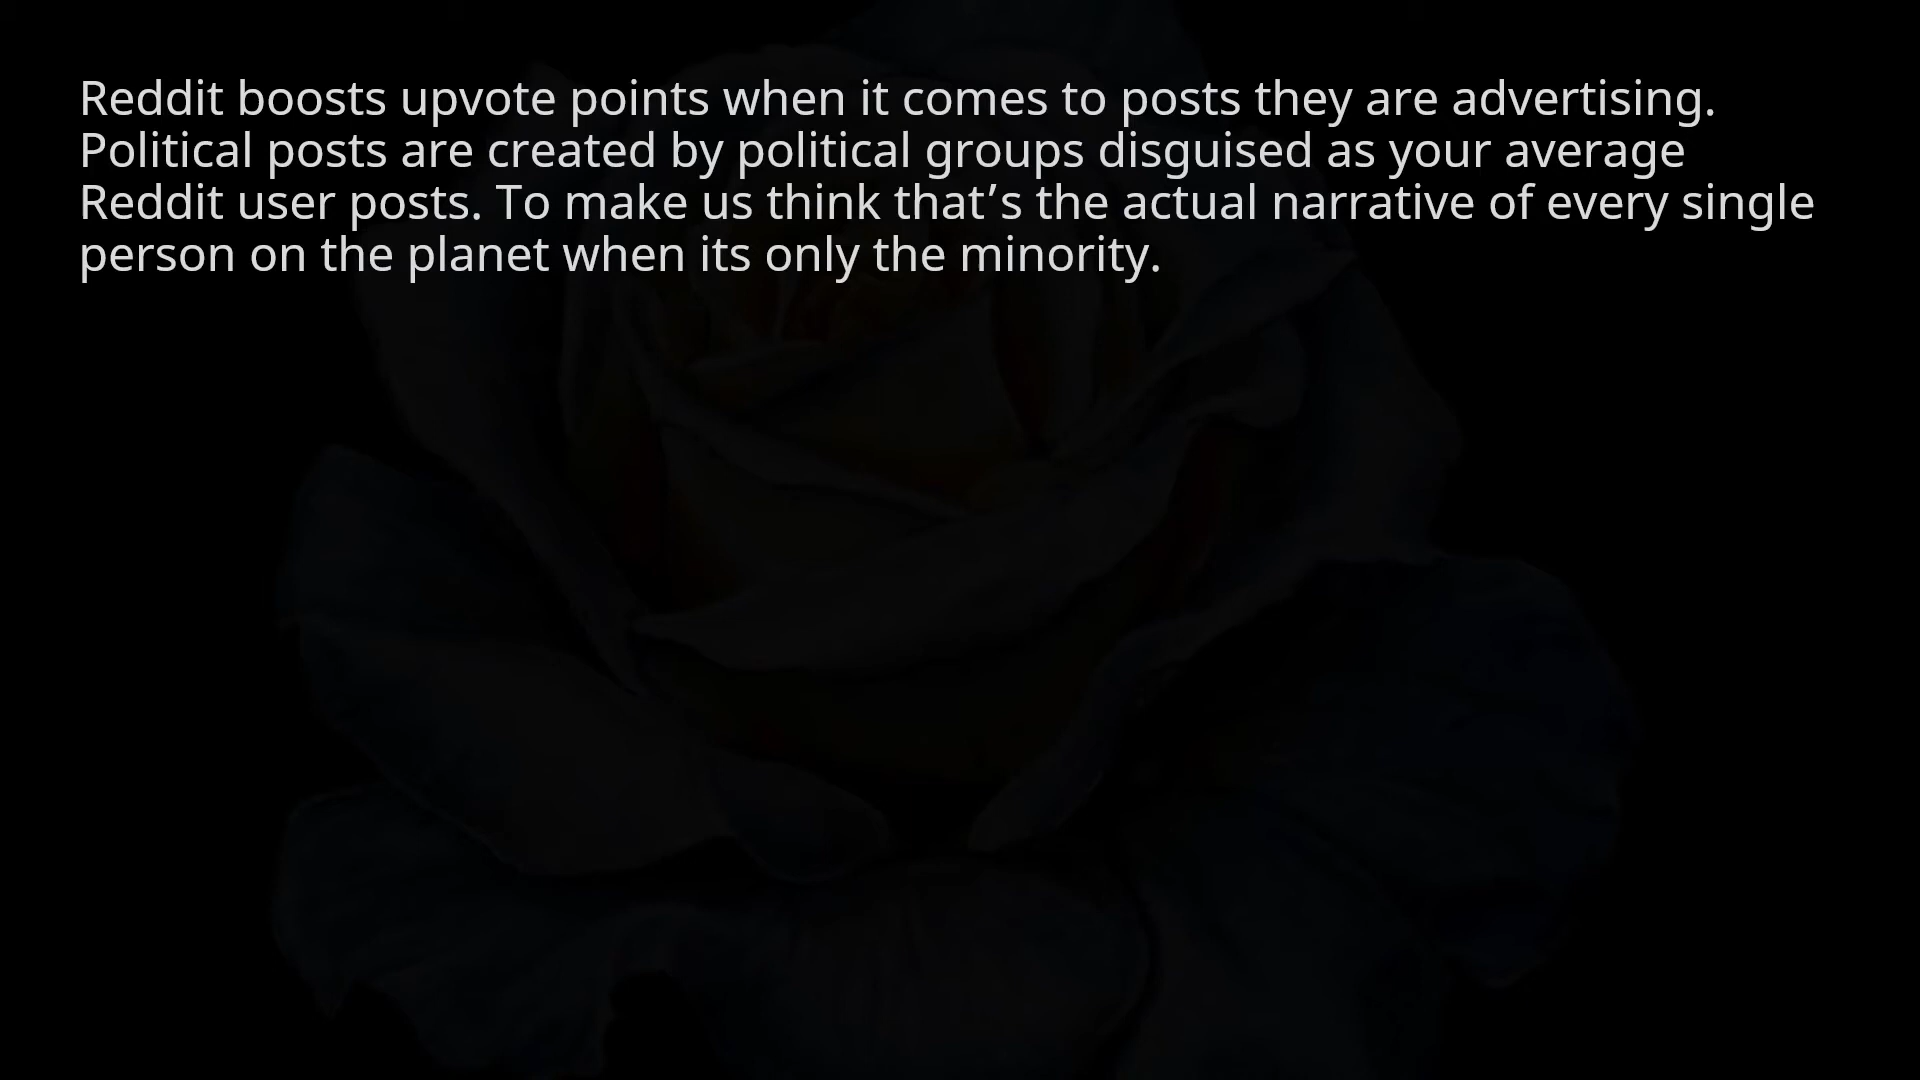 Reddit boosts upvote points when it comes to posts they are advertising.
Political posts are created by political groups disguised as your average
Reddit user posts. To make us think that’s the actual narrative of every single
person on the planet when its only the minority.